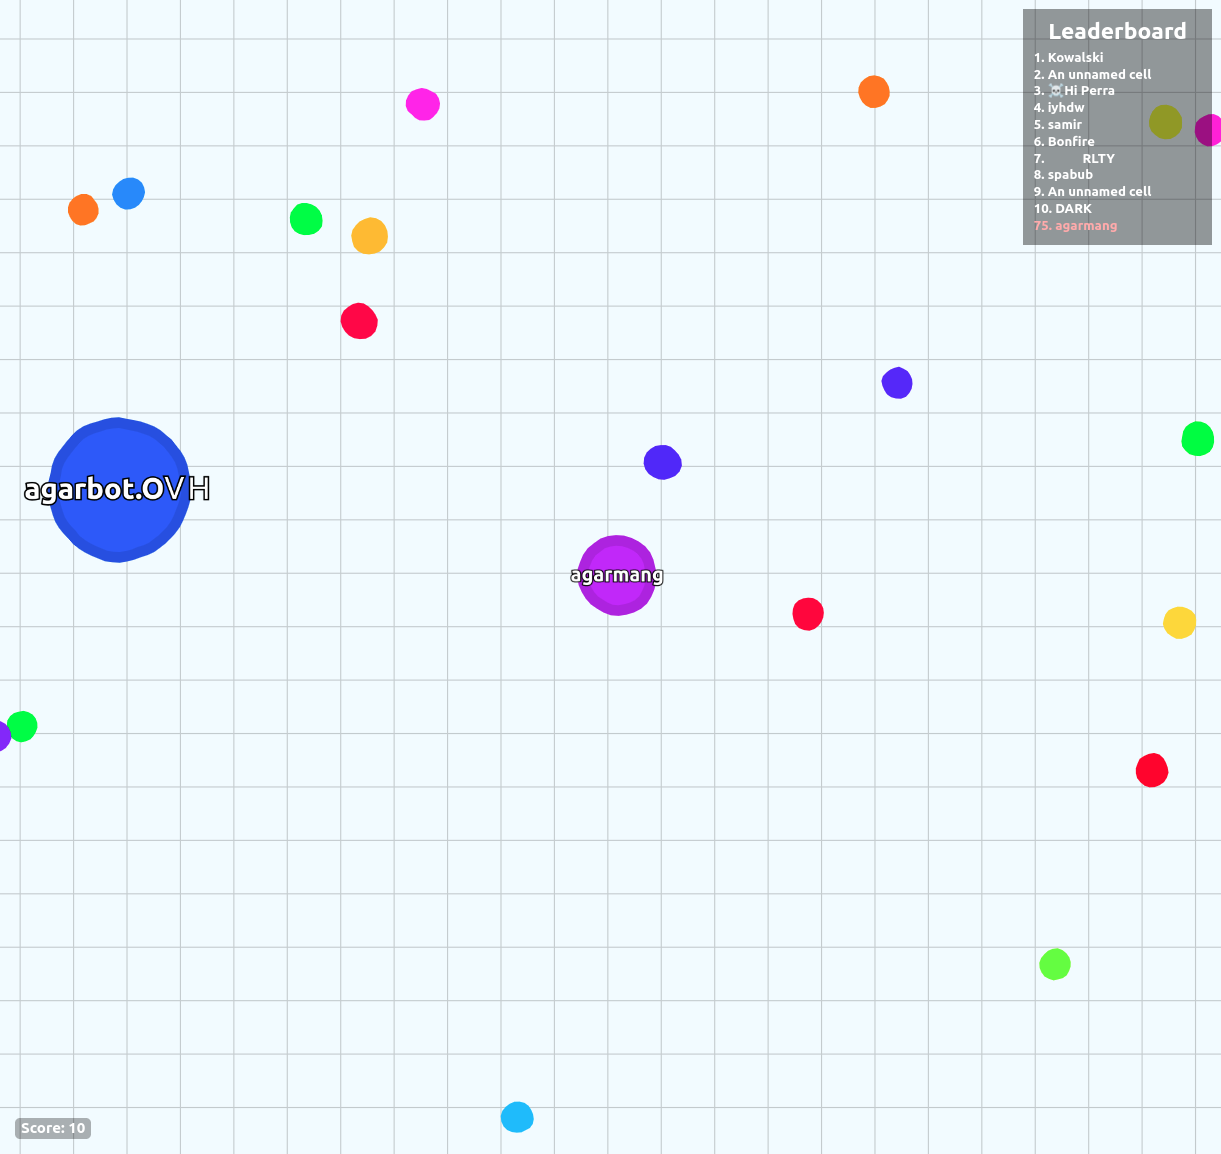 Leaderboard
1. Kowalski
2. An unnamed cell
3. ☠Hi Perra
4. iyhdw
5. samir
6. Bonfire
7. RLTY
8. spabub
9. An unnamed cell
10. DARK
75. agarmang
agarbot.OVH
agarmang
Score: 10